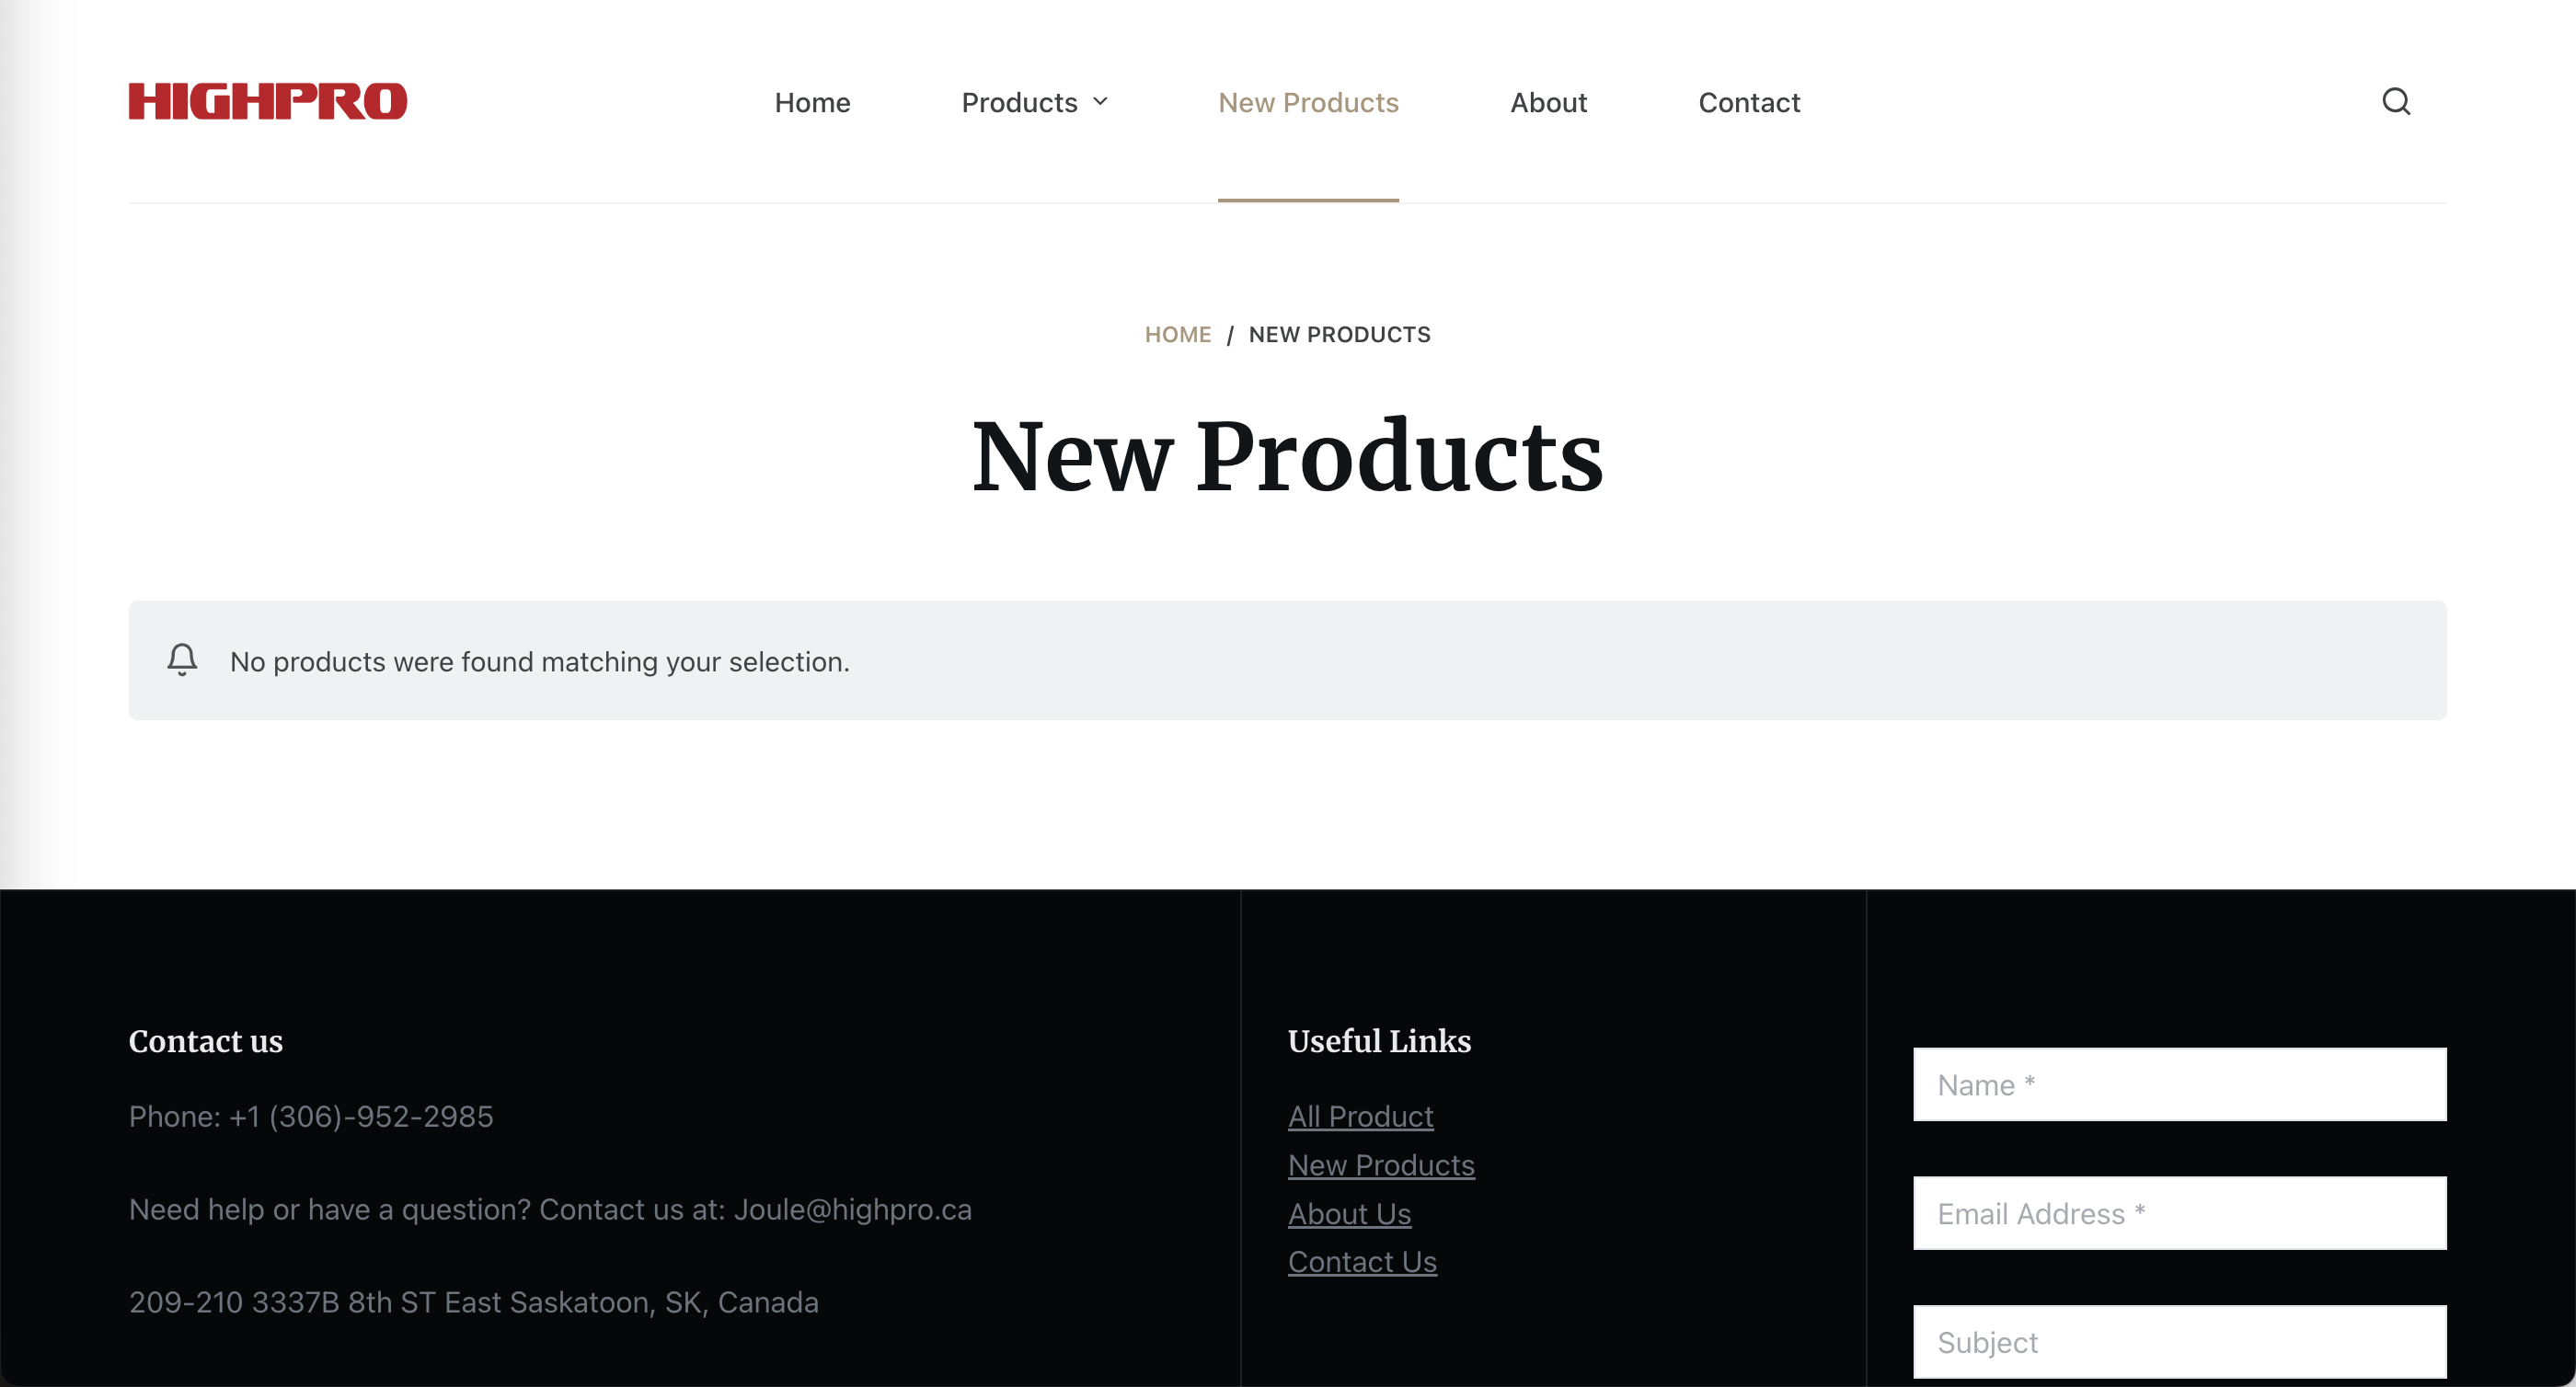 HIGHPRO
Home
Products
New Products
About
Contact
HOME / NEW PRODUCTS
New Products
No products were found matching your selection.
Contact us
Phone: +1 (306)-952-2985
Need help or have a question? Contact us at: Joule@highpro.ca
209-210 3337B 8th ST East Saskatoon, SK, Canada
Useful Links
All Product
New Products
About Us
Contact Us
Name *
Email Address *
Subject